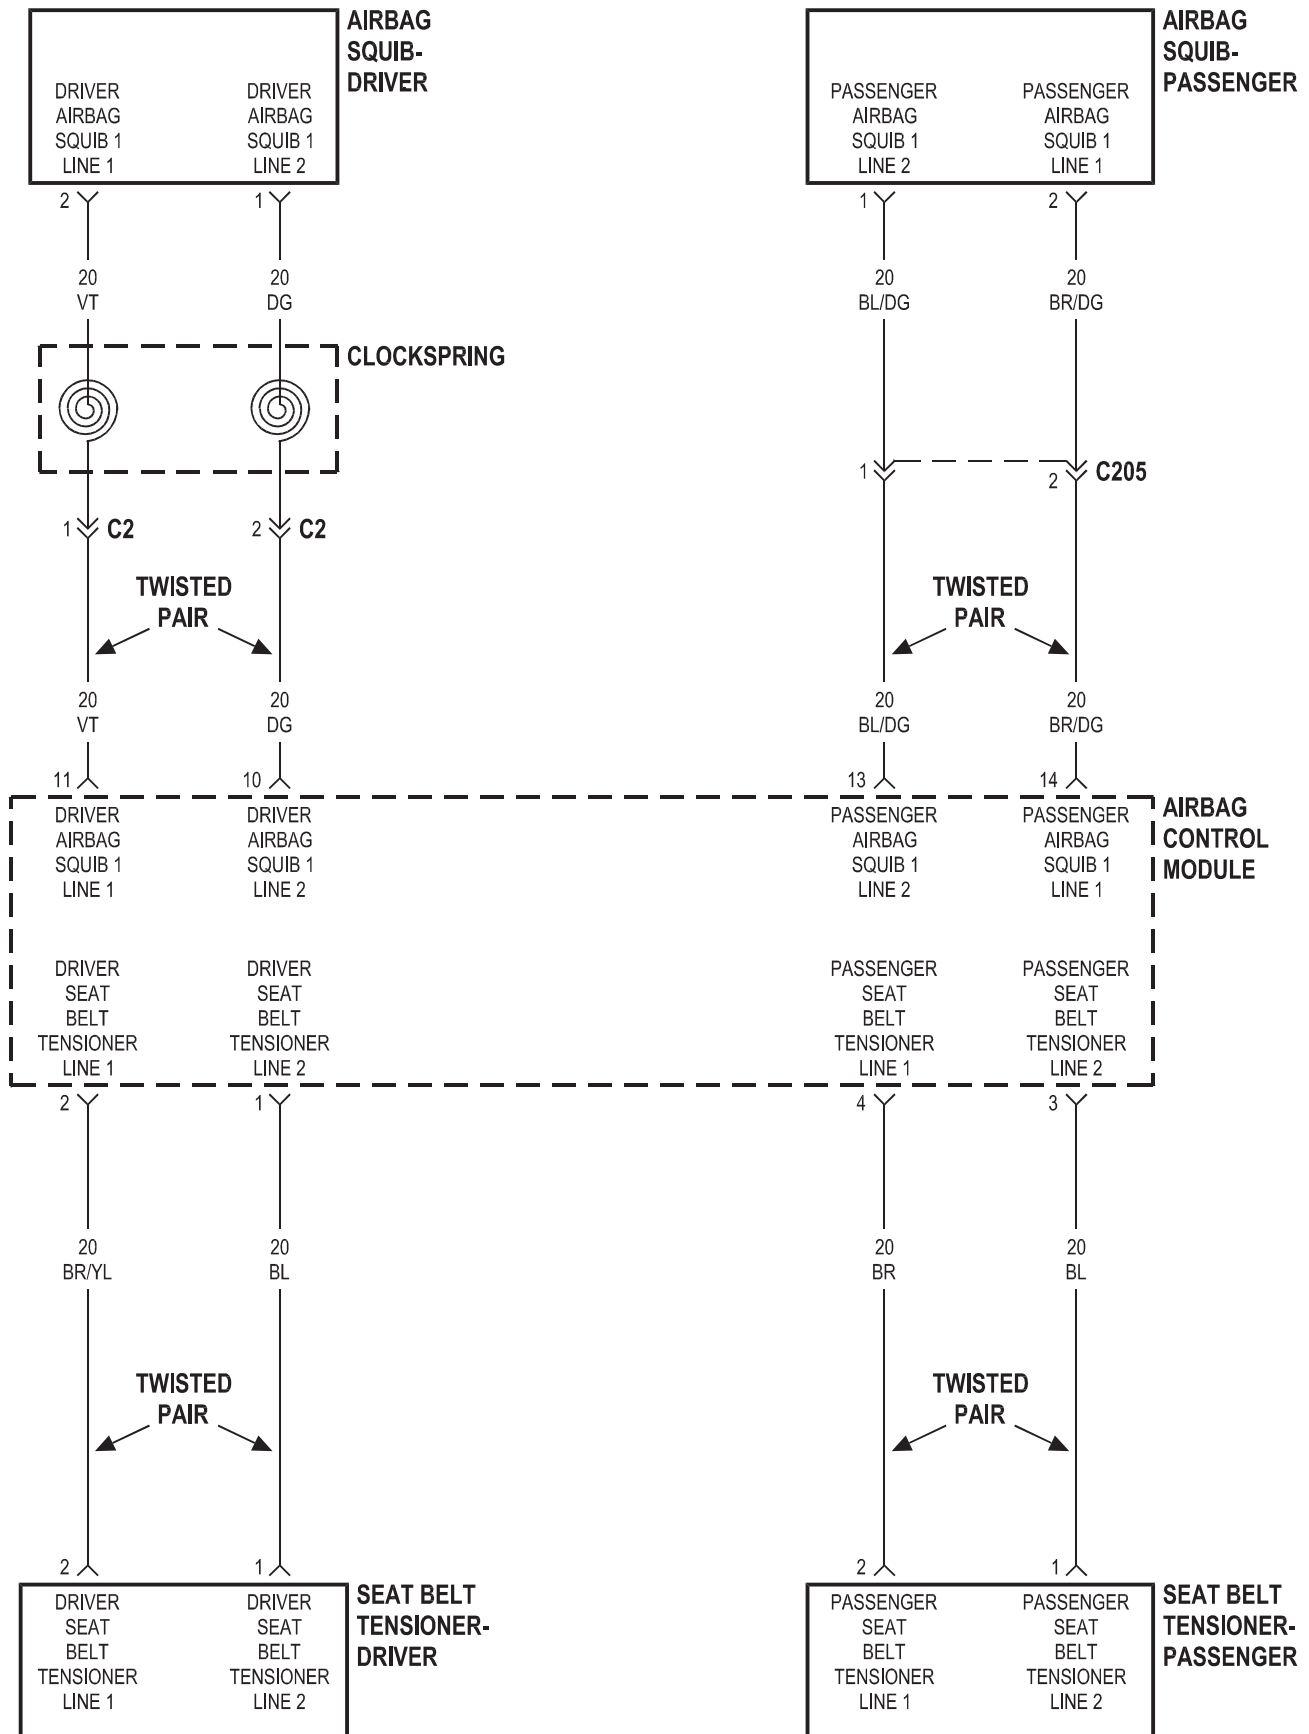 AIRBAG
SQUIB-
DRIVER
DRIVER
AIRBAG
SQUIB 1
LINE 1
DRIVER
AIRBAG
SQUIB 1
LINE 2
AIRBAG
SQUIB-
PASSENGER
PASSENGER
AIRBAG
SQUIB 1
LINE 2
PASSENGER
AIRBAG
SQUIB 1
LINE 1
2
1
1
2
20
VT
20
DG
20
BL/DG
20
BR/DG
CLOCKSPRING
1
2
C205
1
C2
2
C2
TWISTED
PAIR
TWISTED
PAIR
20
VT
20
DG
20
BL/DG
20
BR/DG
11
10
13
14
AIRBAG
CONTROL
MODULE
DRIVER
AIRBAG
SQUIB 1
LINE 1
DRIVER
AIRBAG
SQUIB 1
LINE 2
PASSENGER
AIRBAG
SQUIB 1
LINE 2
PASSENGER
AIRBAG
SQUIB 1
LINE 1
DRIVER
SEAT
BELT
TENSIONER
LINE 1
DRIVER
SEAT
BELT
TENSIONER
LINE 2
PASSENGER
SEAT
BELT
TENSIONER
LINE 1
PASSENGER
SEAT
BELT
TENSIONER
LINE 2
2
1
4
3
20
BR/YL
20
BL
20
BR
20
BL
TWISTED
PAIR
TWISTED
PAIR
2
1
2
1
DRIVER
SEAT
BELT
TENSIONER
LINE 1
DRIVER
SEAT
BELT
TENSIONER
LINE 2
SEAT BELT
TENSIONER-
DRIVER
PASSENGER
SEAT
BELT
TENSIONER
LINE 1
PASSENGER
SEAT
BELT
TENSIONER
LINE 2
SEAT BELT
TENSIONER-
PASSENGER